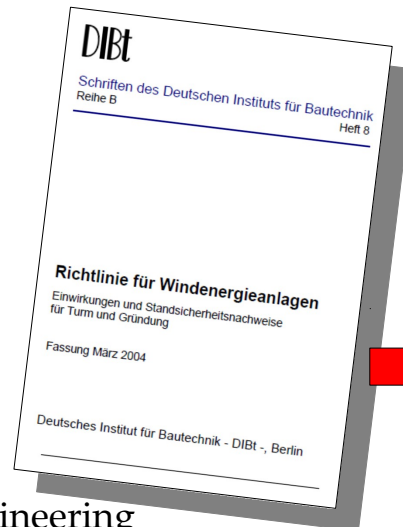 DIBt
Schriften des Deutschen Instituts für Bautechnik
Reihe B
Heft 8
Richtlinie für Windenergieanlagen
Einwirkungen und Standsicherheitsnachweise
für Turm und Gründung
Fassung März 2004
Deutsches Institut für Bautechnik - DIBt -, Berlin
ineering